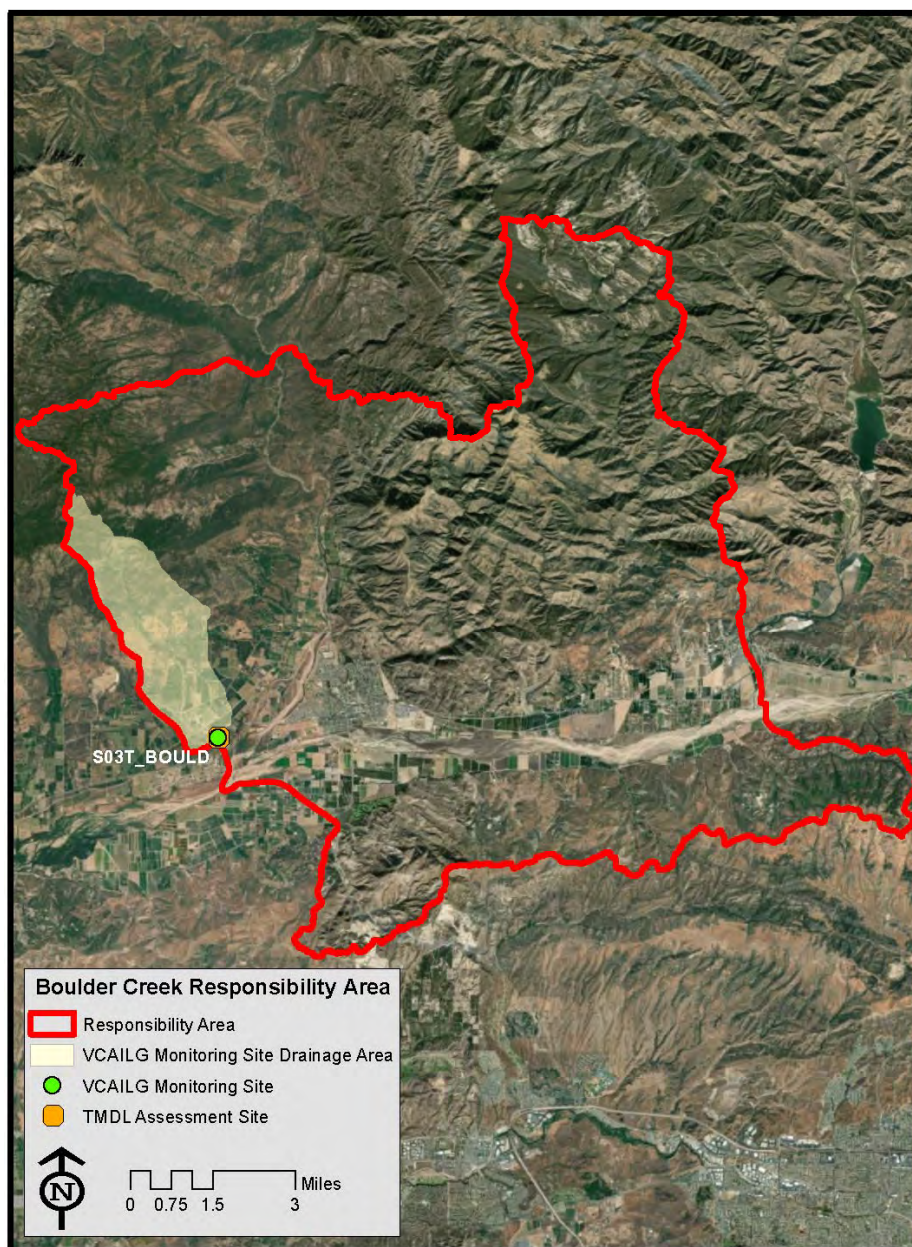 S03T_BOULD
Boulder Creek Responsibility Area
Responsibility Area
VCAILG Monitoring Site Drainage Area
VCAILG Monitoring Site
TMDL Assessment Site
N
Miles
0 0.75 1.5 3